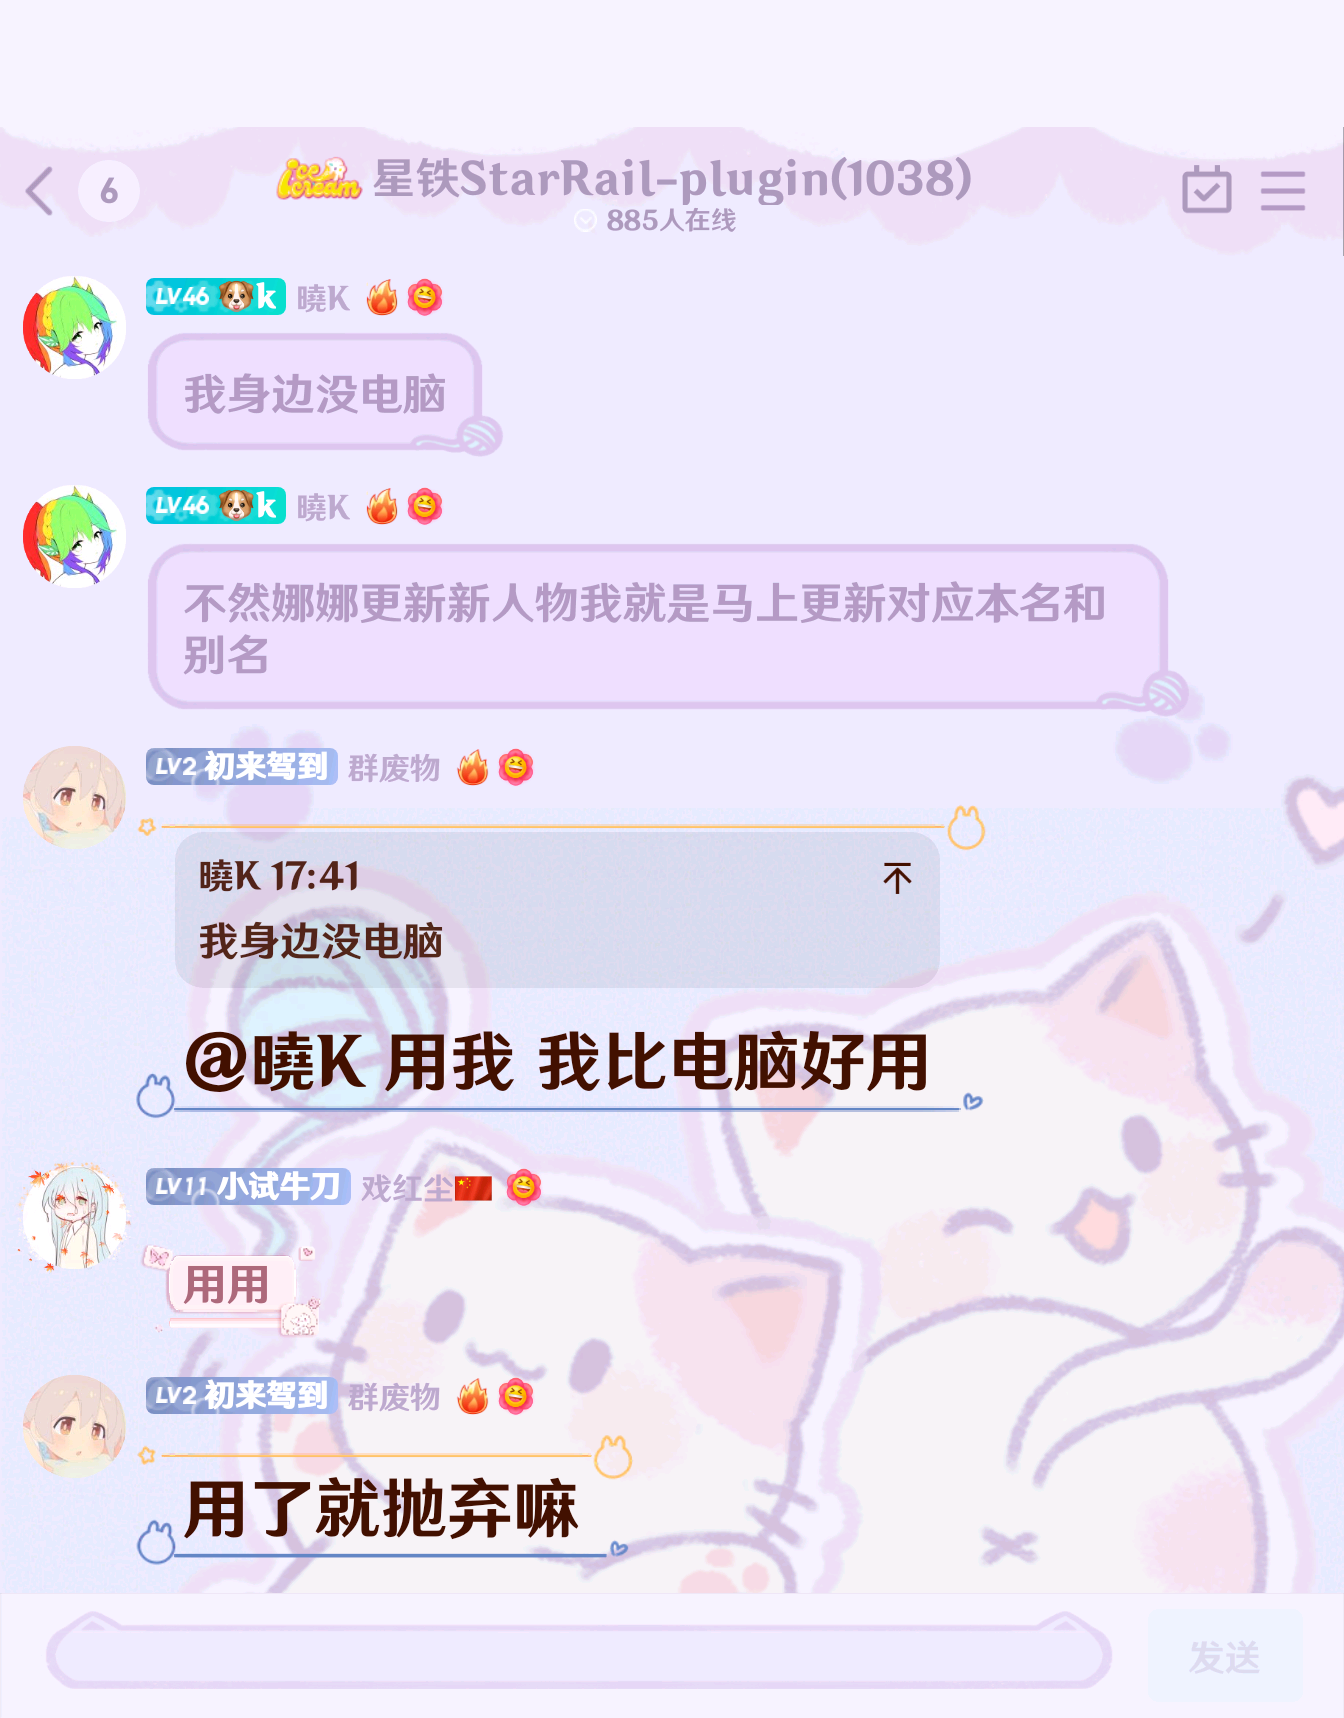 6
ice cream 星铁StarRail-plugin(1038)
885人在线
LV46 k 曉K
我身边没电脑
LV46 k 曉K
不然娜娜更新新人物我就是马上更新对应本名和
别名
LV2 初来驾到 群废物
曉K 17:41
我身边没电脑
@曉K 用我 我比电脑好用
LV11 小试牛刀 戏红尘
用用
LV2 初来驾到 群废物
用了就抛弃嘛
发送